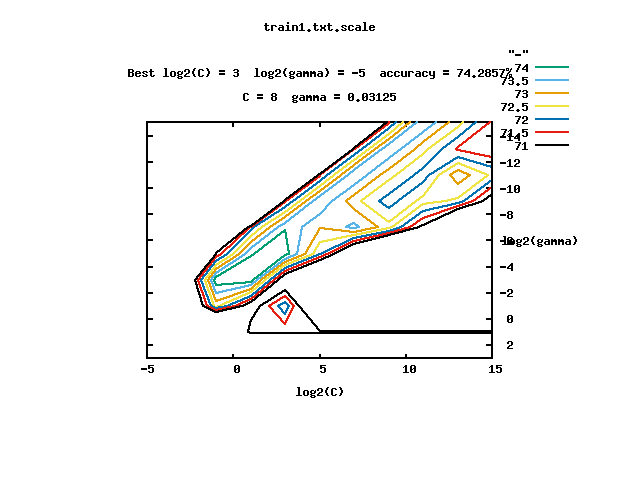 train1.txt.scale
"-"
Best log2(C) = 3 log2(gamma) = -5 accuracy = 74.2857%
74
73.5
C = 8 gamma = 0.03125
73
72.5
72
71.5
71
-14
-12
-10
-8
-6
log2(gamma)
-4
-2
0
2
-5 0 5 10 15
log2(C)